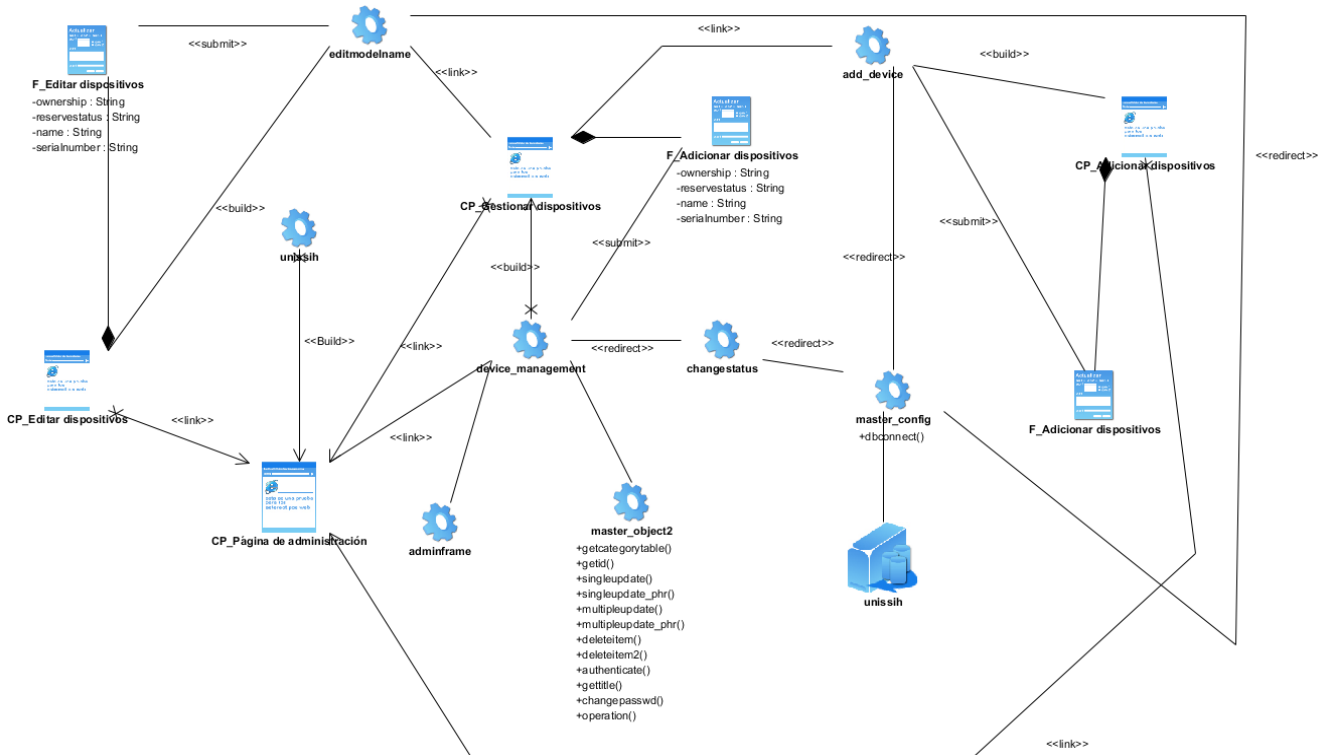 <<submit>>
editmodelname
<<link>>
<<link>>
add_device
<<build>>
F_Editar dispositivos
-ownership : String
-reservestatus : String
-name : String
-serialnumber : String
F_Adicionar dispositivos
-ownership : String
-reservestatus : String
-name : String
-serialnumber : String
CP_Adicionar dispositivos
<<redirect>>
<<build>>
CP_Gestionar dispositivos
<<submit>>
<<submit>>
unissih
<<build>>
<<redirect>>
<<Build>>
<<link>>
device_management
<<redirect>>
changestatus
<<redirect>>
CP_Editar dispositivos
<<link>>
<<link>>
master_config
+dbconnect()
F_Adicionar dispositivos
CP_Página de administración
adminframe
master_object2
+getcategorytable()
+getid()
+singleupdate()
+singleupdate_phr()
+multipleupdate()
+multipleupdate_phr()
+deleteitem()
+deleteitem2()
+authenticate()
+gettitle()
+changepasswd()
+operation()
unissih
<<link>>